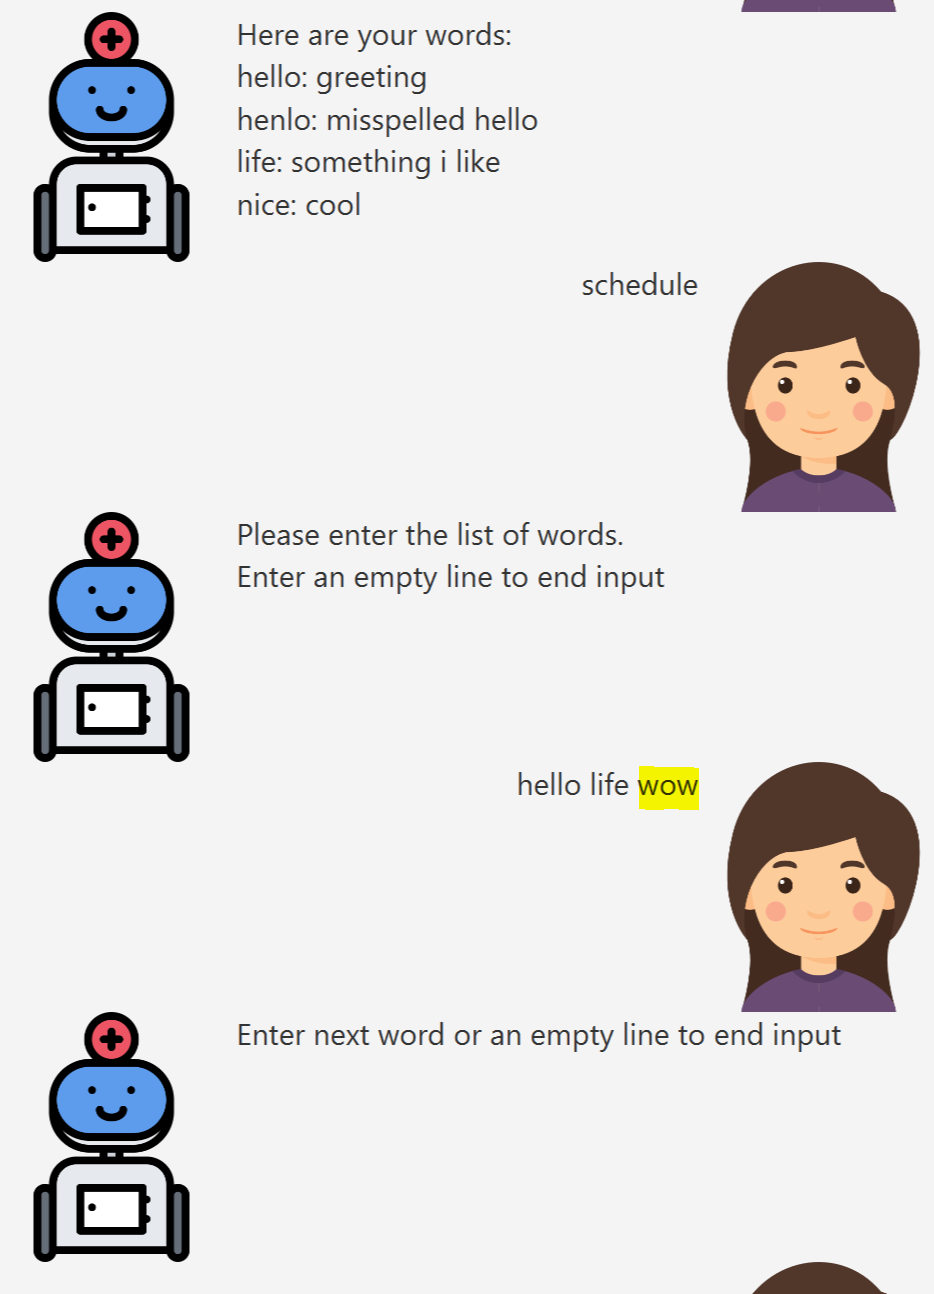 Here are your words:
hello: greeting
henlo: misspelled hello
life: something i like
nice: cool
schedule
Please enter the list of words.
Enter an empty line to end input
hello life wow
Enter next word or an empty line to end input